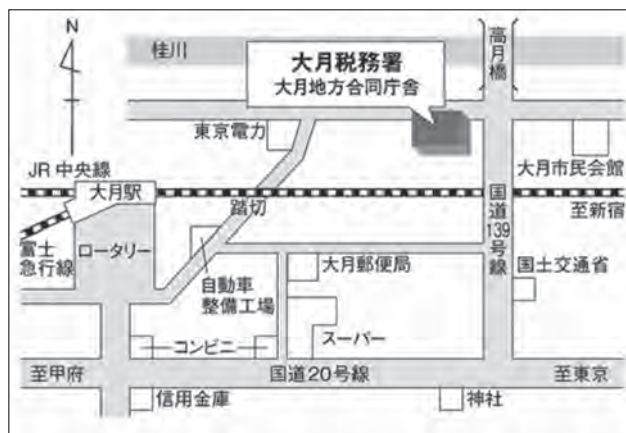 N
桂川
大月税務署
大月地方合同庁舎
高月橋
東京電力
大月市民会館
JR中央線
大月駅
踏切
国道139号線
至新宿
富士
急行線
ロータリー
自動車
整備工場
大月郵便局
国土交通省
コンビニ
スーパー
至甲府
国道20号線
至東京
信用金庫
神社